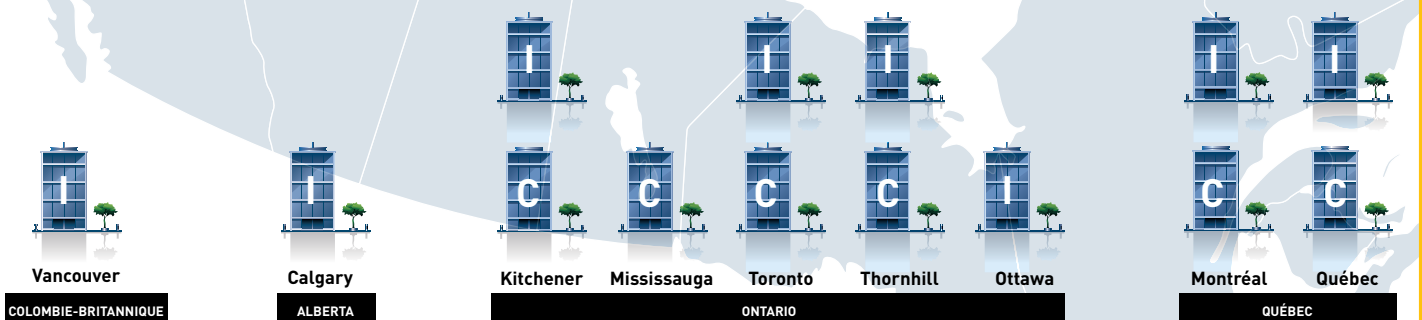 I I I I I
I I C C C C I C C
Vancouver Calgary Kitchener Mississauga Toronto Thornhill Ottawa Montréal Québec
COLOMBIE-BRITANNIQUE ALBERTA ONTARIO QUÉBEC